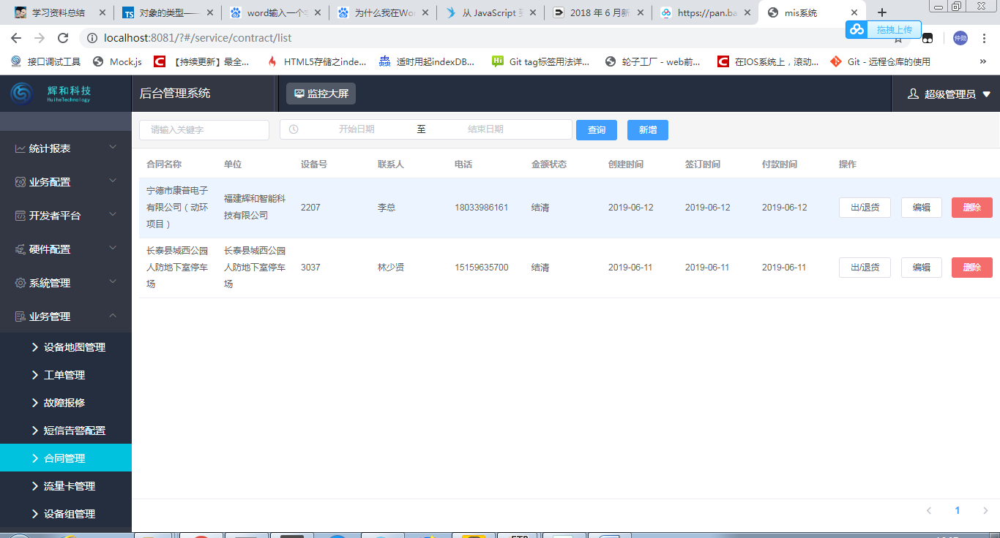 学习资料总结
TS 对象的类型——
word输入一个
为什么我在Wo
从 JavaScript
2018 年 6 月新
https://pan.ba
mis系统
localhost:8081/?#/service/contract/list
拖拽上传
仲勋
接口调试工具
Mock.js
C 【持续更新】最全...
HTML5存储之inde...
适时用起indexDB...
Hi Git tag标签用法详...
轮子工厂 - web前...
C 在IOS系统上，滚动...
Git - 远程仓库的使用
»
辉和科技
HuiheTechnology
后台管理系统
监控大屏
超级管理员
请输入关键字
开始日期 至 结束日期
查询
新增
统计报表
业务配置
开发者平台
硬件配置
系统管理
业务管理
设备地图管理
工单管理
故障报修
短信告警配置
合同管理
流量卡管理
设备组管理
合同名称 单位 设备号 联系人 电话 金额状态 创建时间 签订时间 付款时间 操作
宁德市康普电子
有限公司（动环
项目）
福建辉和智能科
技有限公司
2207 李总 18033986161 结清 2019-06-12 2019-06-12 2019-06-12 出/退货 编辑 删除
长泰县城西公园
人防地下室停车
场
长泰县城西公园
人防地下室停车
场
3037 林少贤 15159635700 结清 2019-06-11 2019-06-11 2019-06-11 出/退货 编辑 删除
1